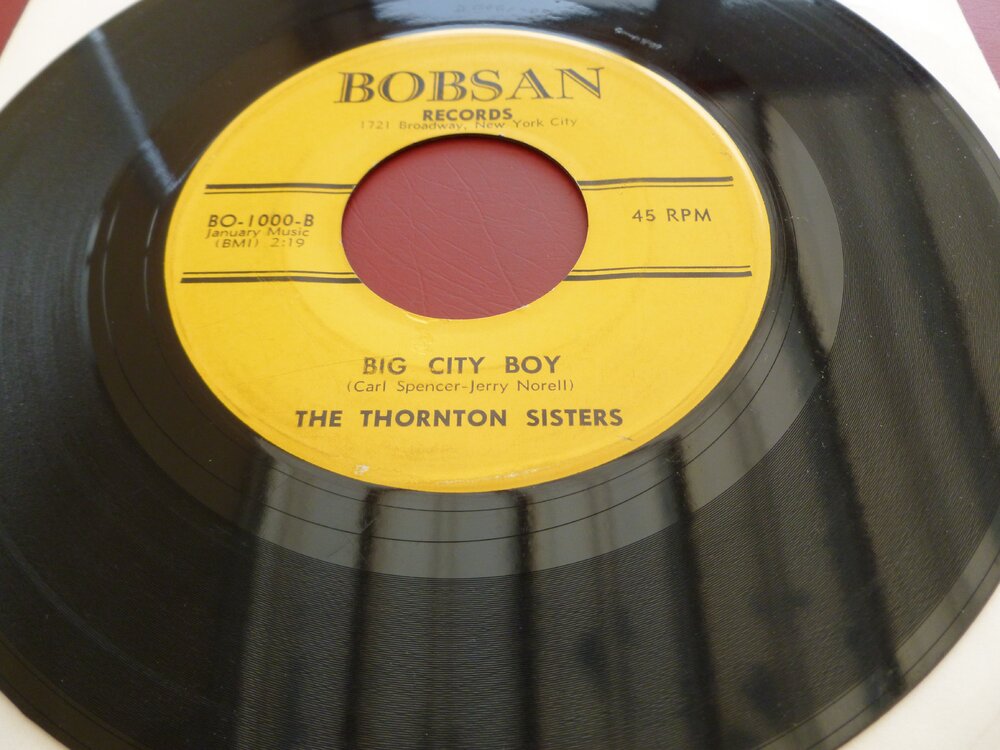 BOBSAN
RECORDS
1721 Broadway, New York City
BO-1000-B
January Music
(BMI) 2:19
45 RPM
BIG CITY BOY
(Carl Spencer-Jerry Norell)
THE THORNTON SISTERS